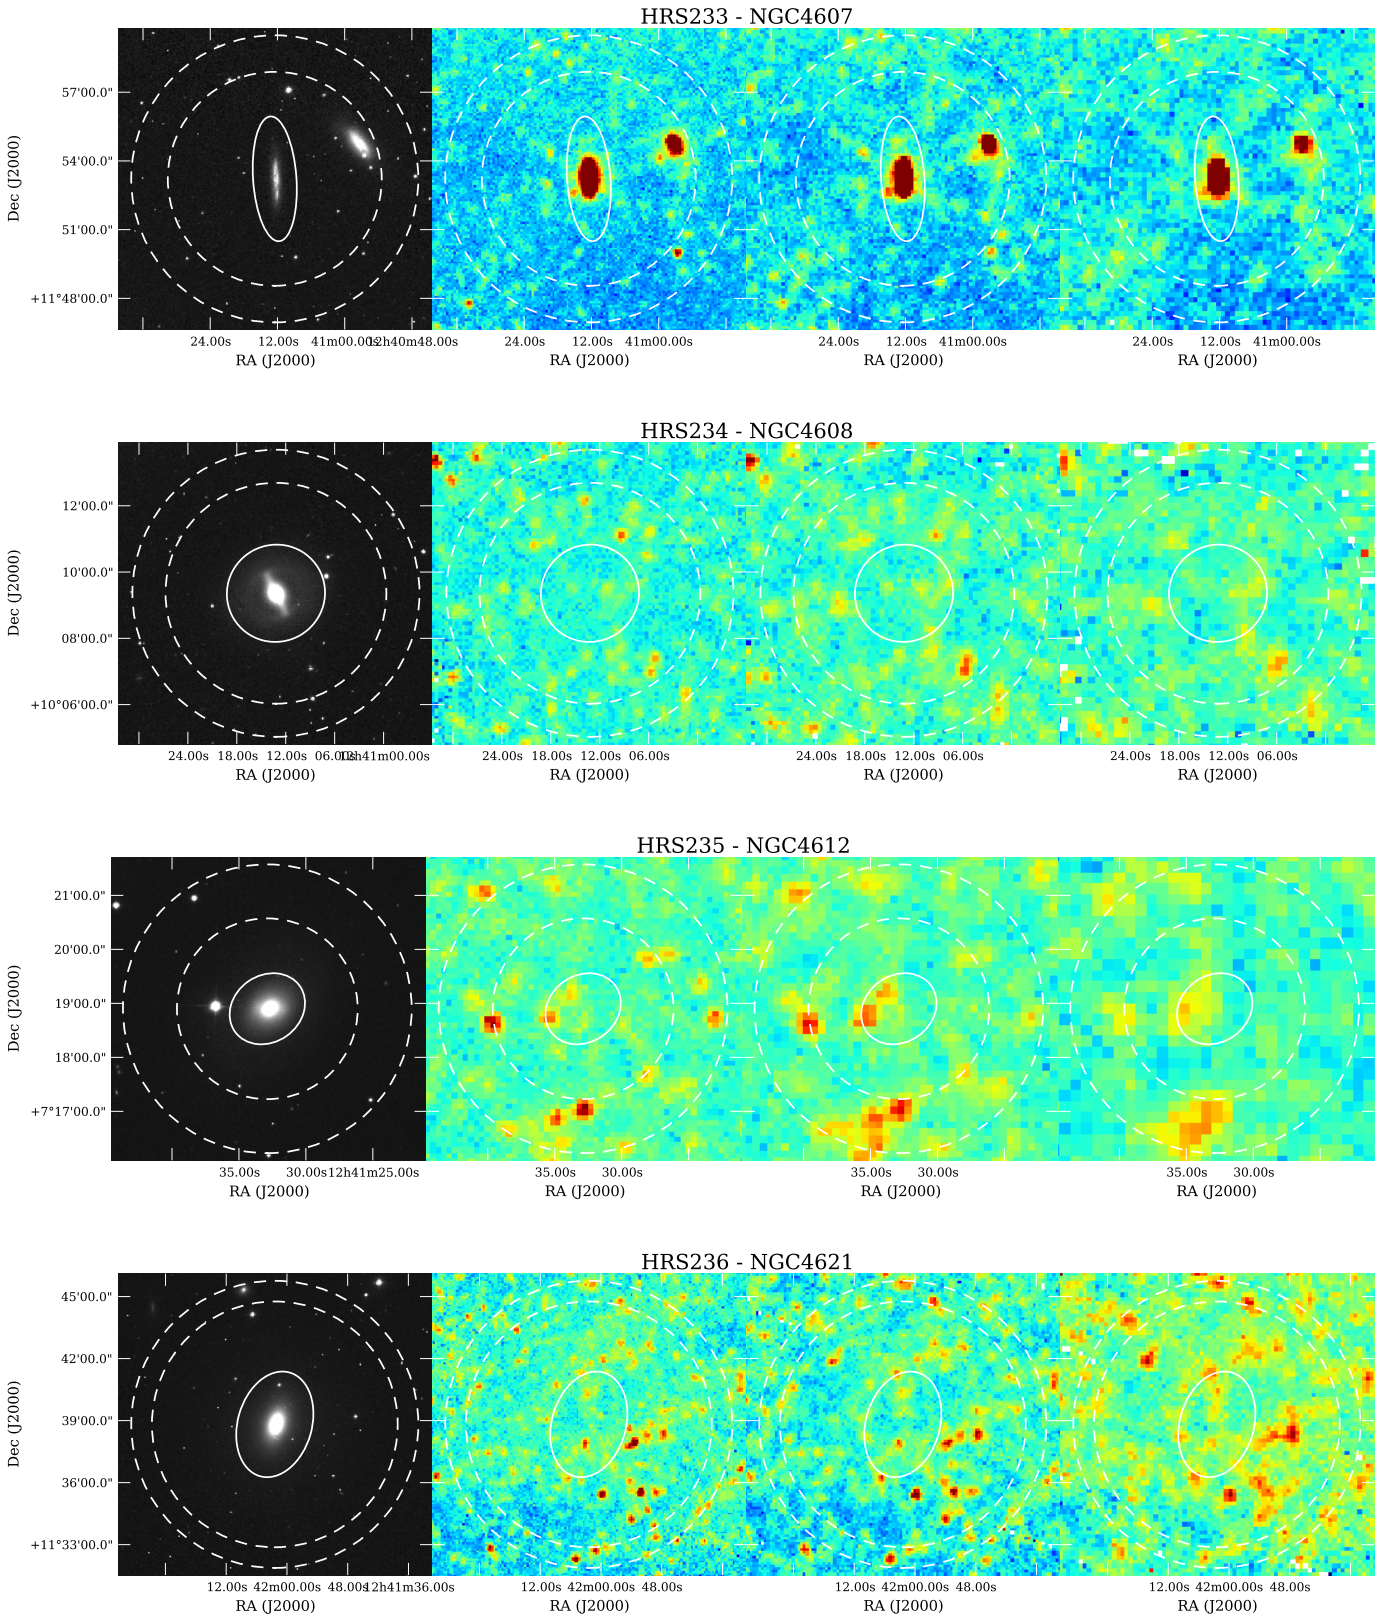 HRS233 - NGC4607
Dec (J2000)
57'00.0"
54'00.0"
51'00.0"
+11°48'00.0"
24.00s 12.00s 41m00.00s 12h40m48.00s 24.00s 12.00s 41m00.00s 24.00s 12.00s 41m00.00s 24.00s 12.00s 41m00.00s
RA (J2000) RA (J2000) RA (J2000) RA (J2000)
HRS234 - NGC4608
Dec (J2000)
12'00.0"
10'00.0"
08'00.0"
+10°06'00.0"
24.00s 18.00s 12.00s 06.00s 12h41m00.00s 24.00s 18.00s 12.00s 06.00s 24.00s 18.00s 12.00s 06.00s 24.00s 18.00s 12.00s 06.00s
RA (J2000) RA (J2000) RA (J2000) RA (J2000)
HRS235 - NGC4612
Dec (J2000)
21'00.0"
20'00.0"
19'00.0"
18'00.0"
+7°17'00.0"
35.00s 30.00s 12h41m25.00s 35.00s 30.00s 35.00s 30.00s 35.00s 30.00s
RA (J2000) RA (J2000) RA (J2000) RA (J2000)
HRS236 - NGC4621
Dec (J2000)
45'00.0"
42'00.0"
39'00.0"
36'00.0"
+11°33'00.0"
12.00s 42m00.00s 48.00s 12h41m36.00s 12.00s 42m00.00s 48.00s 12.00s 42m00.00s 48.00s 12.00s 42m00.00s 48.00s
RA (J2000) RA (J2000) RA (J2000) RA (J2000)